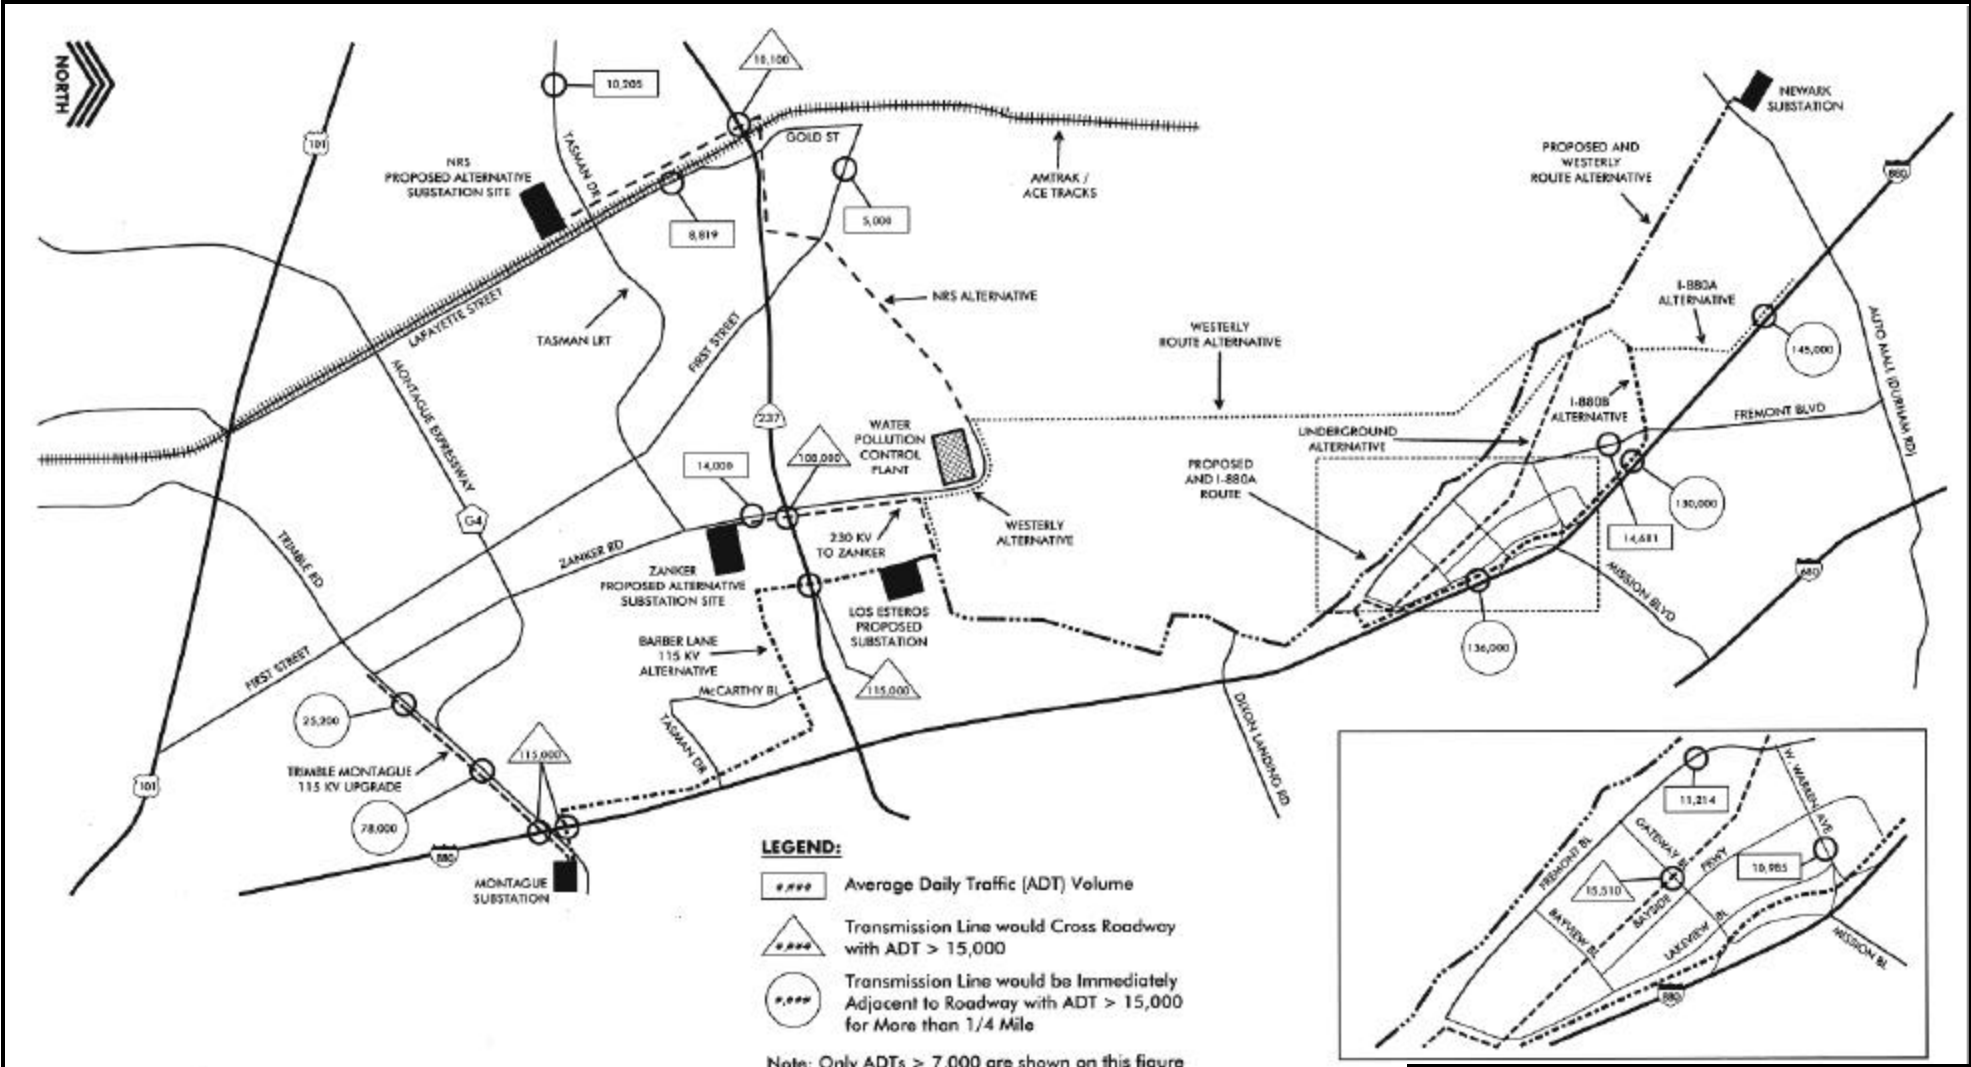 NORTH
101
10,205
10,100
TASMAN DR
GOLD ST
NRS
PROPOSED ALTERNATIVE
SUBSTATION SITE
8,819
5,000
AMTRAK /
ACE TRACKS
NEWARK
SUBSTATION
PROPOSED AND
WESTERLY
ROUTE ALTERNATIVE
880
LAFAYETTE STREET
TASMAN LRT
FIRST STREET
NRS ALTERNATIVE
WESTERLY
ROUTE ALTERNATIVE
I-880A
ALTERNATIVE
145,000
AUTO MALL (DURHAM RD)
MONTAGUE EXPRESSWAY
237
WATER
POLLUTION
CONTROL
PLANT
I-880B
ALTERNATIVE
FREMONT BLVD
UNDERGROUND
ALTERNATIVE
14,000
108,000
PROPOSED
AND I-880A
ROUTE
G4
TRIMBLE RD
ZANKER RD
230 KV
TO ZANKER
WESTERLY
ALTERNATIVE
130,000
14,681
MISSION BLVD
680
ZANKER
PROPOSED ALTERNATIVE
SUBSTATION SITE
LOS ESTEROS
PROPOSED
SUBSTATION
BARBER LANE
115 KV
ALTERNATIVE
136,000
FIRST STREET
McCARTHY BL
115,000
25,200
TASMAN DR
DIXON LANDING RD
115,000
TRIMBLE MONTAGUE
115 KV UPGRADE
101
78,000
880
MONTAGUE
SUBSTATION
11,214
W. WARREN AVE
GATEWAY BL
FREMONT BL
PKWY
10,985
15,510
BAYSIDE
BAYVIEW BL
LAKEVIEW BL
MISSION BL
880
LEGEND:
#,###
Average Daily Traffic (ADT) Volume
#,###
Transmission Line would Cross Roadway
with ADT > 15,000
#,###
Transmission Line would be Immediately
Adjacent to Roadway with ADT > 15,000
for More than 1/4 Mile
Note: Only ADTs > 7,000 are shown on this figure